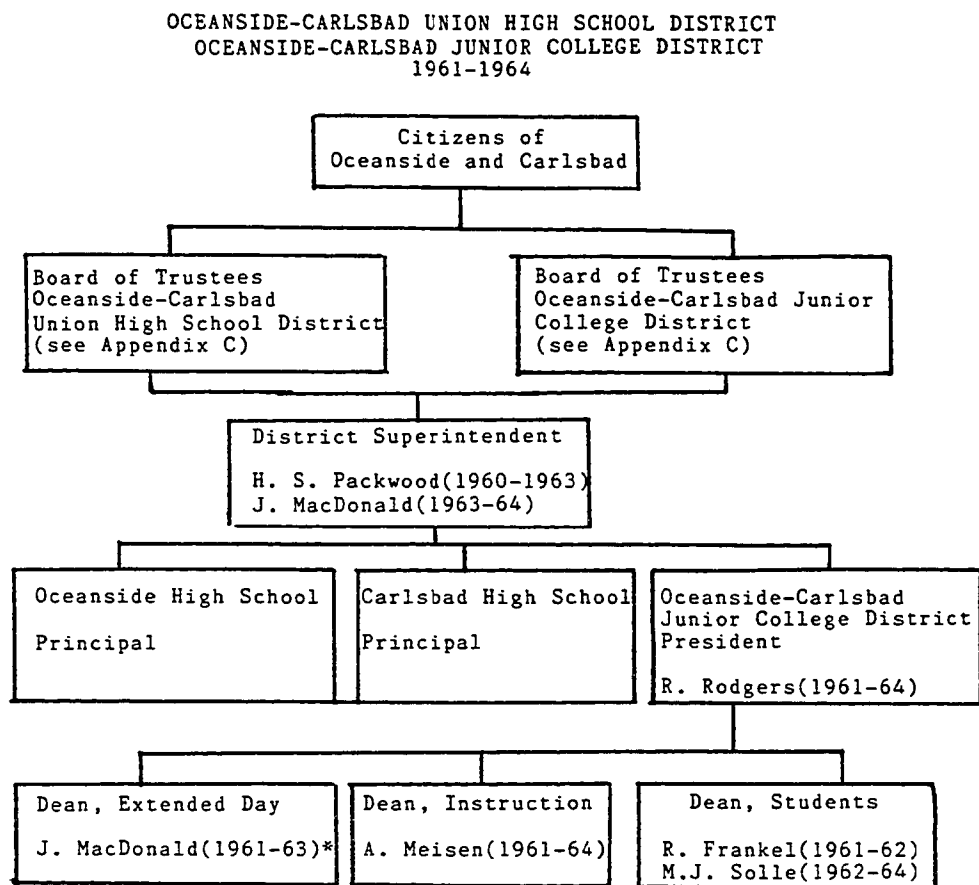 OCEANSIDE-CARLSBAD UNION HIGH SCHOOL DISTRICT
OCEANSIDE-CARLSBAD JUNIOR COLLEGE DISTRICT
1961-1964
Citizens of
Oceanside and Carlsbad
Board of Trustees
Oceanside-Carlsbad
Union High School District
(see Appendix C)
Board of Trustees
Oceanside-Carlsbad Junior
College District
(see Appendix C)
District Superintendent
H. S. Packwood(1960-1963)
J. MacDonald(1963-64)
Oceanside High School
Principal
Carlsbad High School
Principal
Oceanside-Carlsbad
Junior College District
President
R. Rodgers(1961-64)
Dean, Extended Day
J. MacDonald(1961-63)*
Dean, Instruction
A. Meisen(1961-64)
Dean, Students
R. Frankel(1961-62)
M.J. Solle(1962-64)